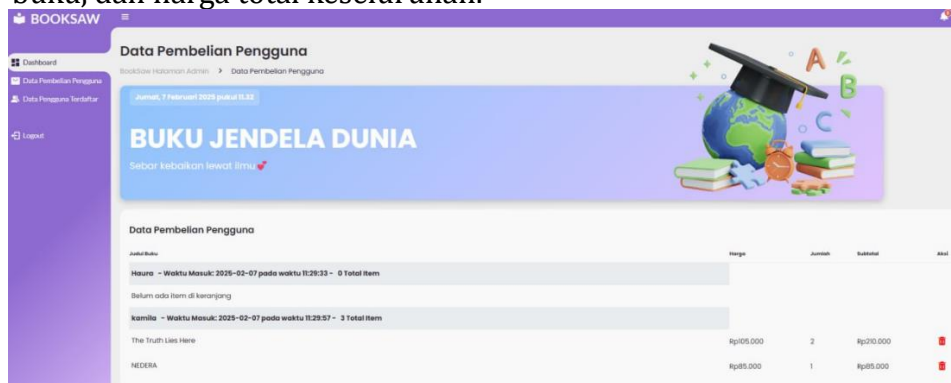 buku, dan harga total keseluruhan.
BOOKSAW
Data Pembelian Pengguna
Dashboard
BookSaw Halaman Admin > Data Pembelian Pengguna
Data Pembelian Pengguna
Data Pengguna Terdaftar
Jumat, 7 Februari 2025 pukul 11.32
Logout
BUKU JENDELA DUNIA
Sebar kebaikan lewat ilmu💕
A
B
C
Data Pembelian Pengguna
Judul Buku Harga Jumlah Subtotal Aksi
Haura - Waktu Masuk: 2025-02-07 pada waktu 11:29:33 - 0 Total Item
Belum ada item di keranjang
kamila - Waktu Masuk: 2025-02-07 pada waktu 11:29:57 - 3 Total Item
The Truth Lies Here Rp105.000 2 Rp210.000
NEDERA Rp85.000 1 Rp85.000